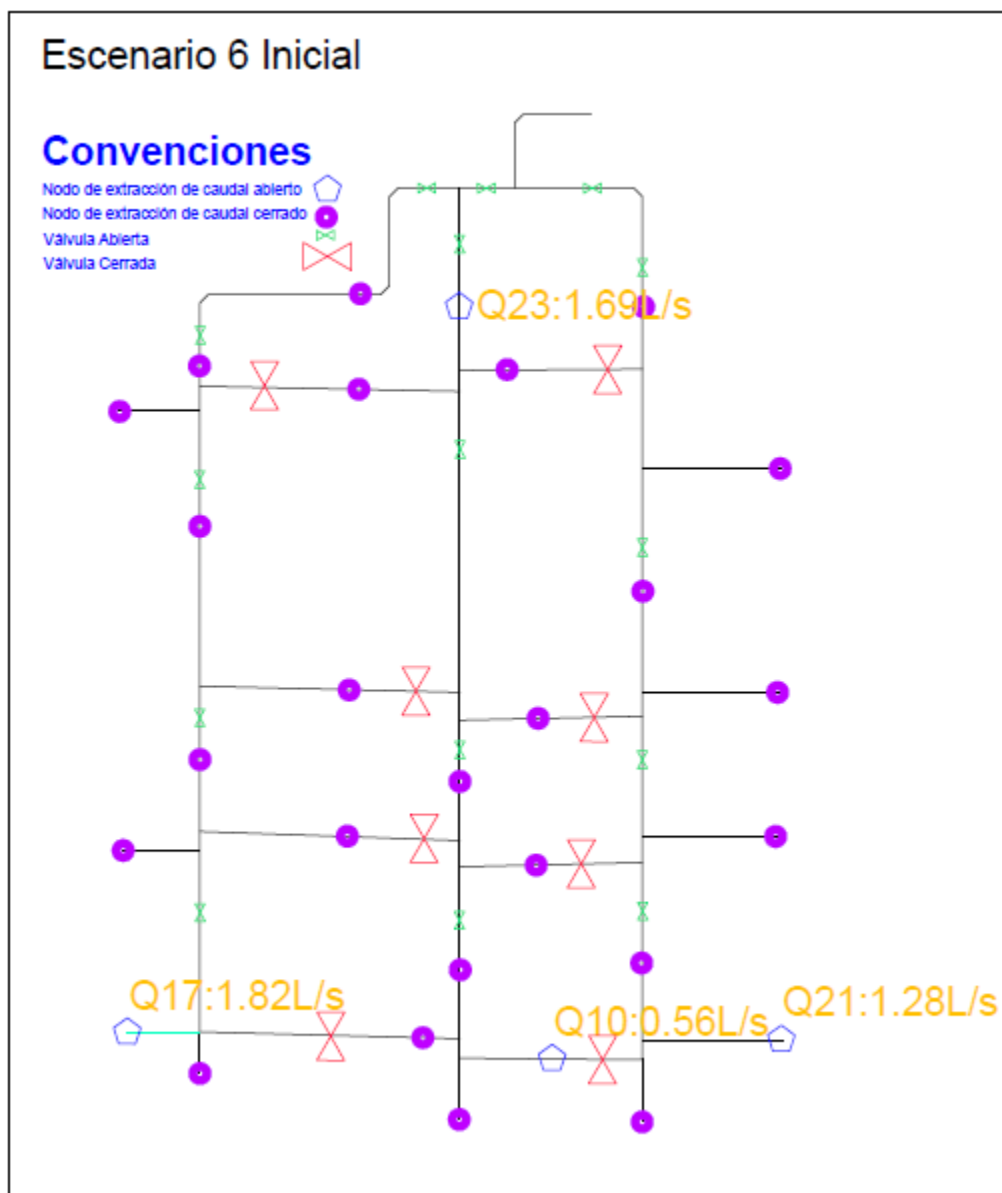 Escenario 6 Inicial
Convenciones
Nodo de extracción de caudal abierto
Nodo de extracción de caudal cerrado
Válvula Abierta
Válvula Cerrada
Q23:1.69L/s
Q17:1.82L/s
Q10:0.56L/s
Q21:1.28L/s